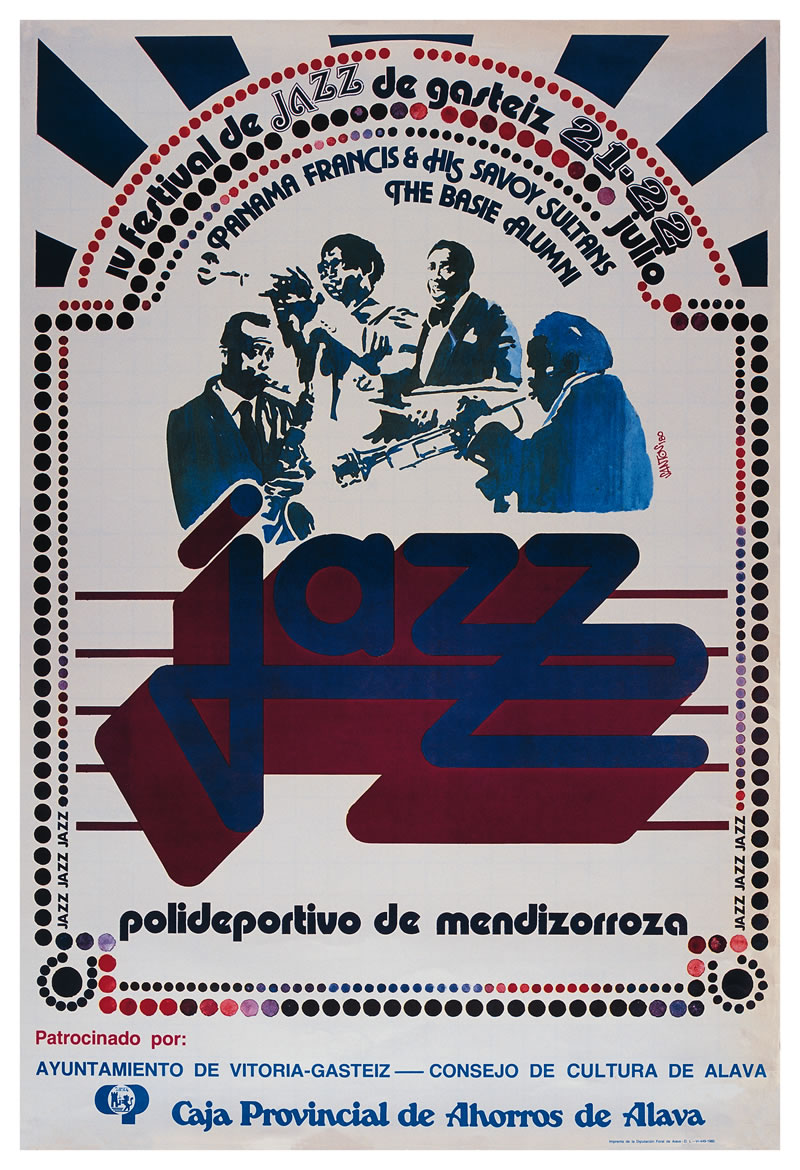 IV festival de JAZZ de gasteiz 21-22 julio
PANAMA FRANCIS & HIS SAVOY SULTANS
THE BASIE ALUMNI
SANTOS/80
jazz
JAZZ JAZZ JAZZ
JAZZ JAZZ JAZZ
polideportivo de mendizorroza
Patrocinado por:
AYUNTAMIENTO DE VITORIA-GASTEIZ — CONSEJO DE CULTURA DE ALAVA
Caja Provincial de Ahorros de Alava